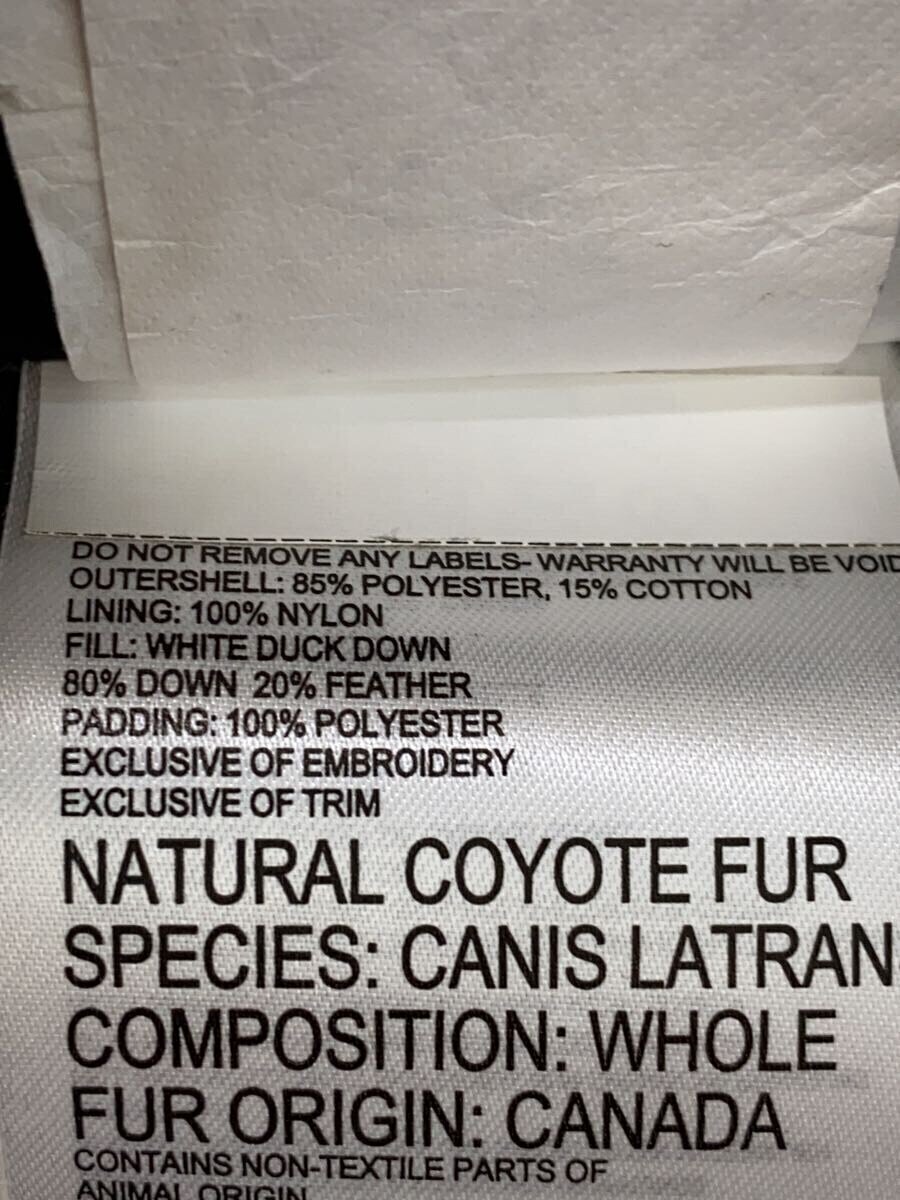 DO NOT REMOVE ANY LABELS- WARRANTY WILL BE VOID
OUTERSHELL: 85% POLYESTER, 15% COTTON
LINING: 100% NYLON
FILL: WHITE DUCK DOWN
80% DOWN 20% FEATHER
PADDING: 100% POLYESTER
EXCLUSIVE OF EMBROIDERY
EXCLUSIVE OF TRIM
NATURAL COYOTE FUR
SPECIES: CANIS LATRAN
COMPOSITION: WHOLE
FUR ORIGIN: CANADA
CONTAINS NON-TEXTILE PARTS OF
ANIMAL ORIGIN